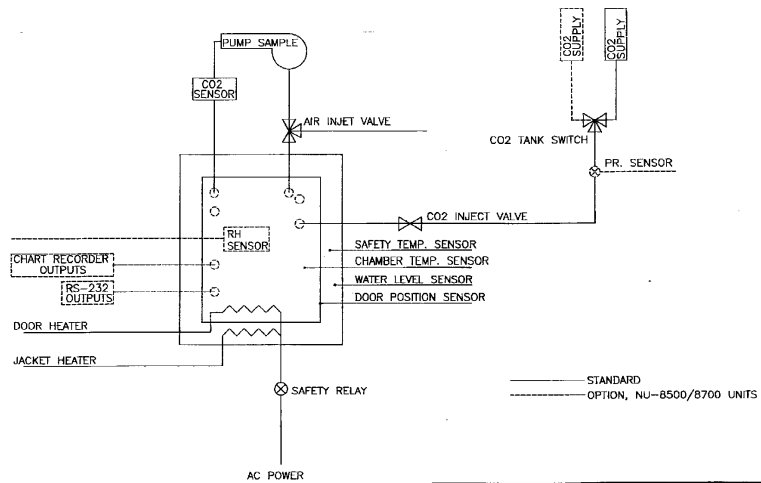 PUMP SAMPLE
CO2
SUPPLY
CO2
SUPPLY
CO2
SENSOR
AIR INJET VALVE
CO2 TANK SWITCH
PR. SENSOR
CO2 INJECT VALVE
RH
SENSOR
SAFETY TEMP. SENSOR
CHAMBER TEMP. SENSOR
WATER LEVEL SENSOR
DOOR POSITION SENSOR
CHART RECORDER
OUTPUTS
RS-232
OUTPUTS
DOOR HEATER
JACKET HEATER
SAFETY RELAY
AC POWER
STANDARD
OPTION, NU-8500/8700 UNITS